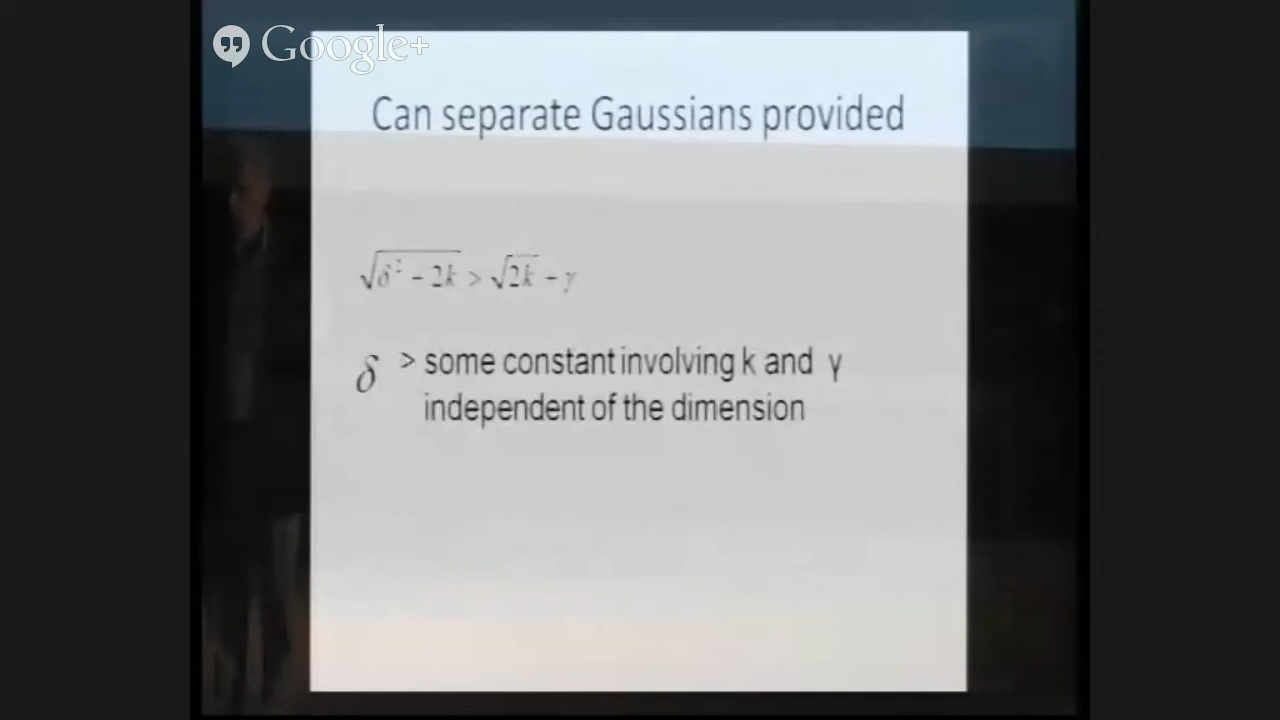 Google+
Can separate Gaussians provided
√(δ² + 2k) > √2k + γ
δ > some constant involving k and γ
independent of the dimension